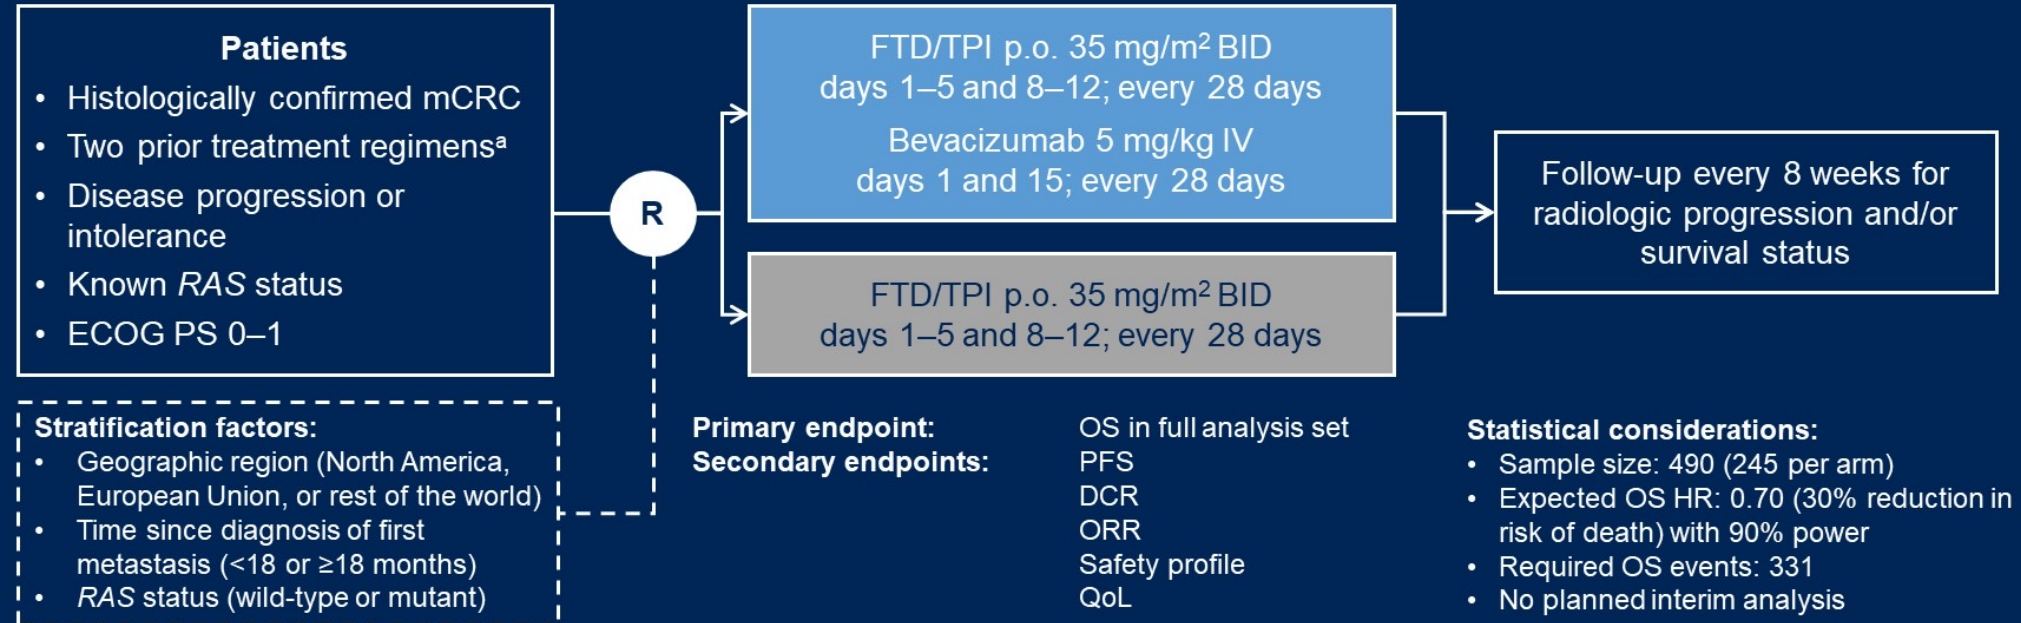 Patients
• Histologically confirmed mCRC
• Two prior treatment regimensᵃ
• Disease progression or
intolerance
• Known RAS status
• ECOG PS 0–1
R
FTD/TPI p.o. 35 mg/m² BID
days 1–5 and 8–12; every 28 days
Bevacizumab 5 mg/kg IV
days 1 and 15; every 28 days
FTD/TPI p.o. 35 mg/m² BID
days 1–5 and 8–12; every 28 days
Follow-up every 8 weeks for
radiologic progression and/or
survival status
Stratification factors:
• Geographic region (North America,
European Union, or rest of the world)
• Time since diagnosis of first
metastasis (<18 or ≥18 months)
• RAS status (wild-type or mutant)
Primary endpoint: OS in full analysis set
Secondary endpoints: PFS
DCR
ORR
Safety profile
QoL
Statistical considerations:
• Sample size: 490 (245 per arm)
• Expected OS HR: 0.70 (30% reduction in
risk of death) with 90% power
• Required OS events: 331
• No planned interim analysis